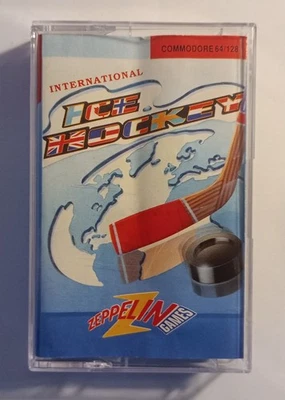 COMMODORE 64/128
INTERNATIONAL
ICE
HOCKEY
ZEPPELIN
GAMES